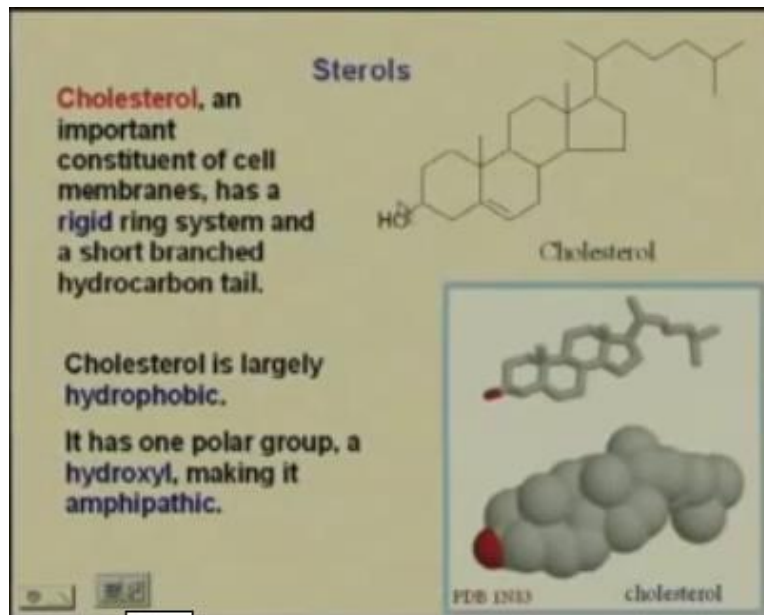 Sterols
Cholesterol, an
important
constituent of cell
membranes, has a
rigid ring system and
a short branched
hydrocarbon tail.
HO
Cholesterol
Cholesterol is largely
hydrophobic.
It has one polar group, a
hydroxyl, making it
amphipathic.
PDB 1N83
cholesterol